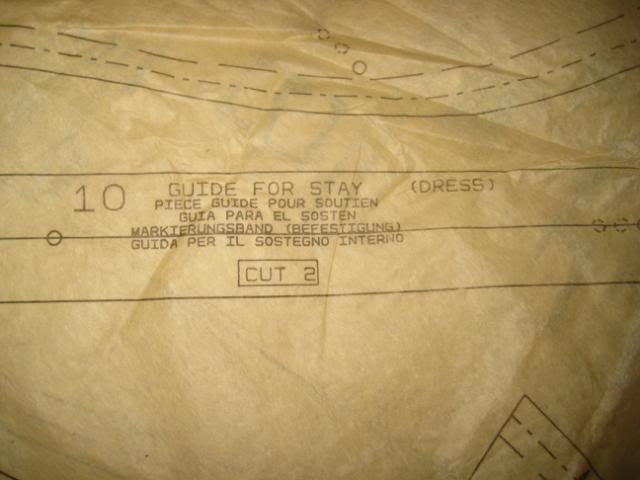 10 GUIDE FOR STAY (DRESS)
PIECE GUIDE POUR SOUTIEN
GUIA PARA EL SOSTEN
MARKIERUNGSBAND (BEFESTIGUNG)
GUIDA PER IL SOSTEGNO INTERNO
CUT 2